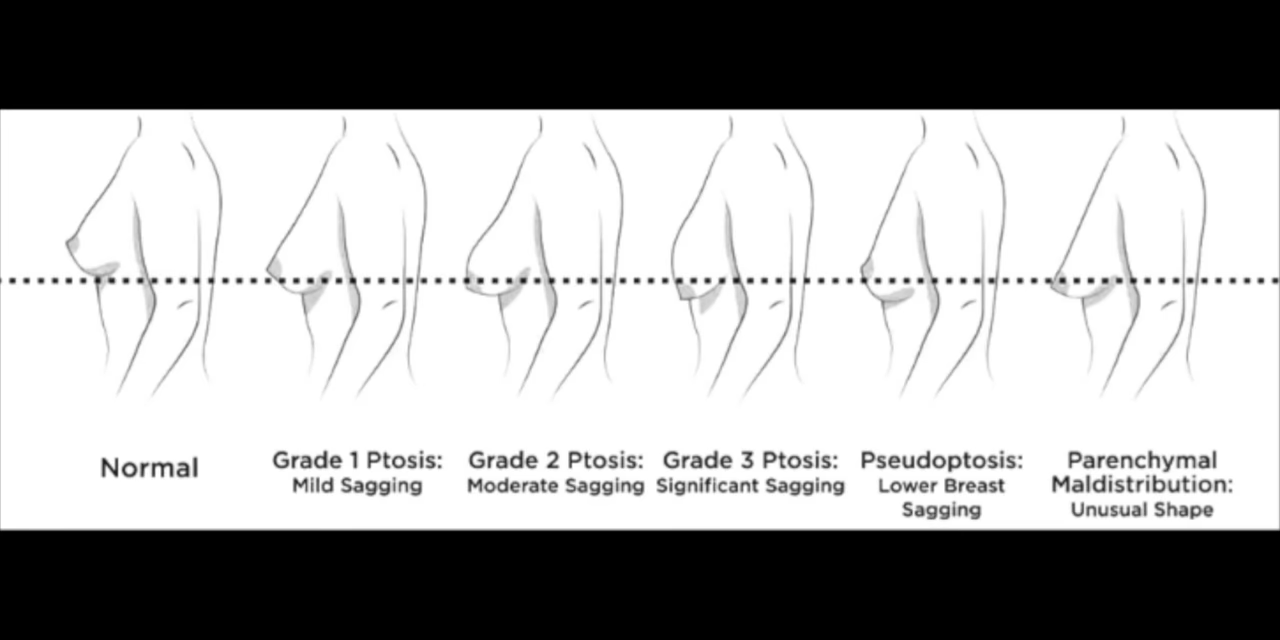 Normal
Grade 1 Ptosis:
Mild Sagging
Grade 2 Ptosis:
Moderate Sagging
Grade 3 Ptosis:
Significant Sagging
Pseudoptosis:
Lower Breast
Sagging
Parenchymal
Maldistribution:
Unusual Shape